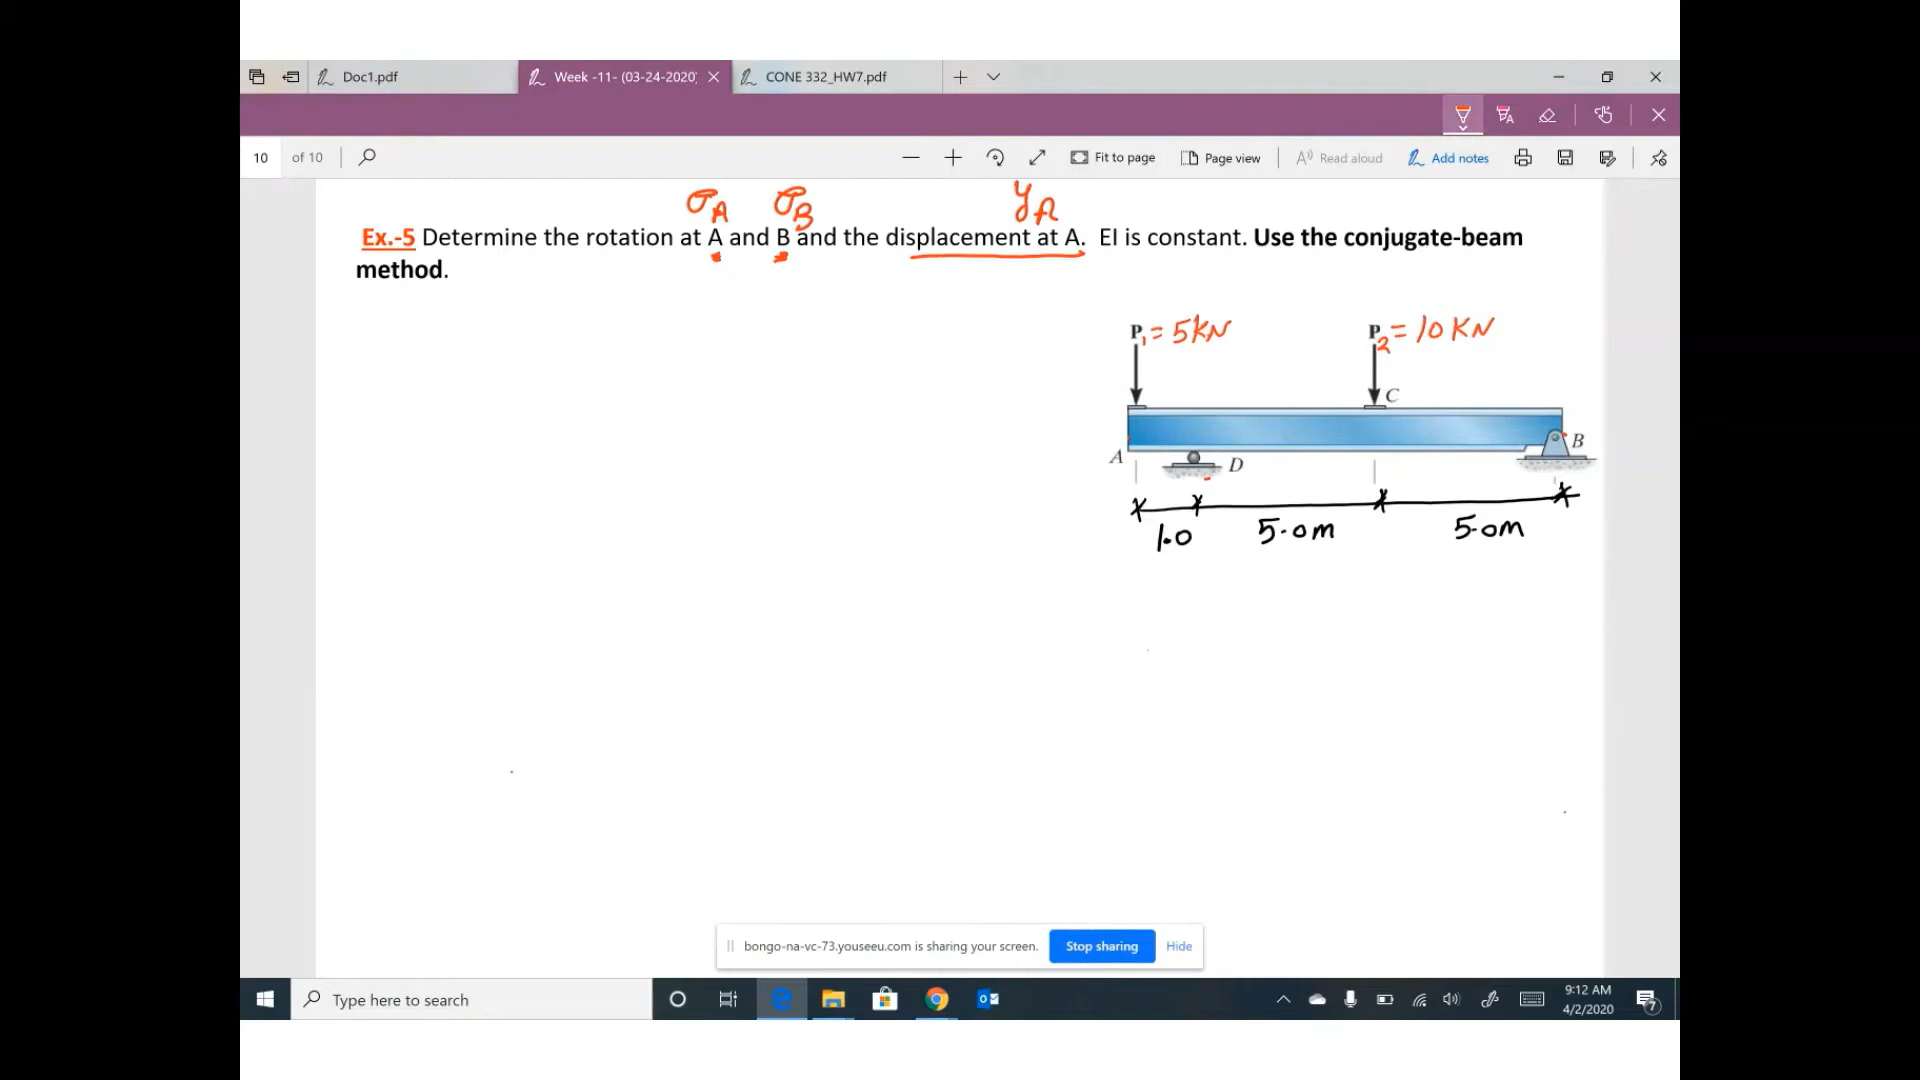 Doc1.pdf
Week -11- (03-24-2020)
CONE 332_HW7.pdf
10 of 10
Fit to page
Page view
Read aloud
Add notes
σA σB yA
Ex.-5 Determine the rotation at A and B and the displacement at A. EI is constant. Use the conjugate-beam
method.
P1 = 5KN
P2 = 10 KN
C
B
A
D
1.0 5.0m 5.0m
bongo-na-vc-73.youseeu.com is sharing your screen. Stop sharing Hide
Type here to search
9:12 AM
4/2/2020
7